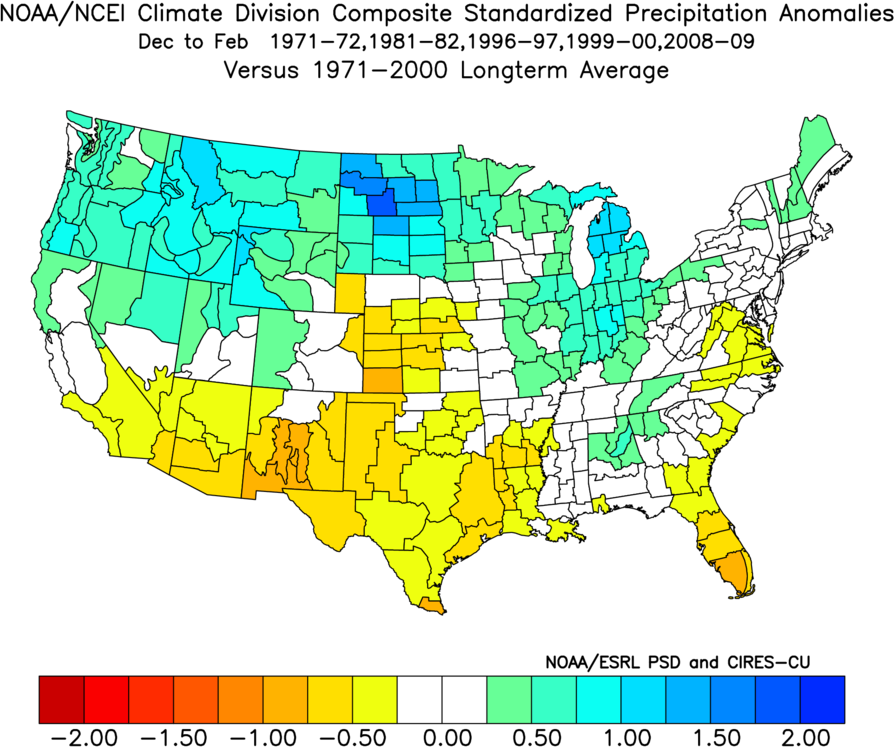 NOAA/NCEI Climate Division Composite Standardized Precipitation Anomalies
Dec to Feb 1971-72,1981-82,1996-97,1999-00,2008-09
Versus 1971-2000 Longterm Average
NOAA/ESRL PSD and CIRES-CU
-2.00 -1.50 -1.00 -0.50 0.00 0.50 1.00 1.50 2.00